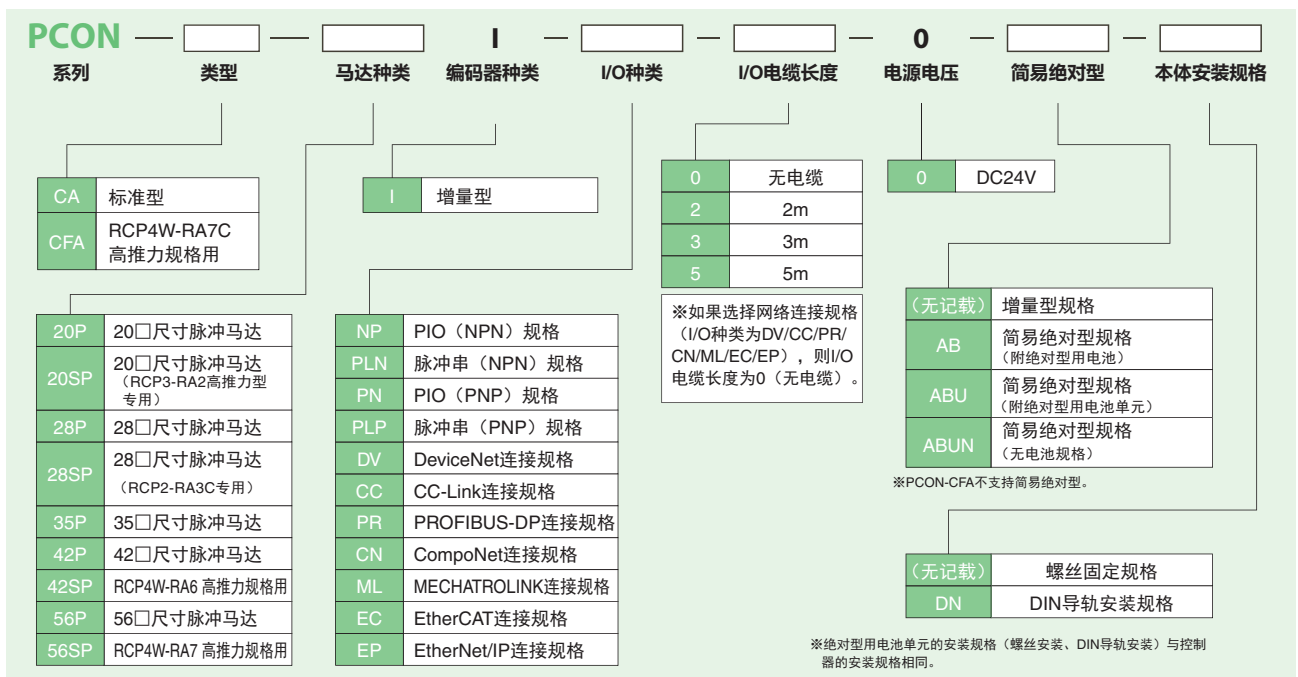 PCON — — I — — — 0 — —
系列 类型 马达种类 编码器种类 I/O种类 I/O电缆长度 电源电压 简易绝对型 本体安装规格
CA 标准型
CFA RCP4W-RA7C
高推力规格用
20P 20□尺寸脉冲马达
20SP 20□尺寸脉冲马达
（RCP3-RA2高推力型
专用）
28P 28□尺寸脉冲马达
28SP 28□尺寸脉冲马达
（RCP2-RA3C专用）
35P 35□尺寸脉冲马达
42P 42□尺寸脉冲马达
42SP RCP4W-RA6 高推力规格用
56P 56□尺寸脉冲马达
56SP RCP4W-RA7 高推力规格用
I 增量型
NP PIO（NPN）规格
PLN 脉冲串（NPN）规格
PN PIO（PNP）规格
PLP 脉冲串（PNP）规格
DV DeviceNet连接规格
CC CC-Link连接规格
PR PROFIBUS-DP连接规格
CN CompoNet连接规格
ML MECHATROLINK连接规格
EC EtherCAT连接规格
EP EtherNet/IP连接规格
0 无电缆
2 2m
3 3m
5 5m
※如果选择网络连接规格
（I/O种类为DV/CC/PR/
CN/ML/EC/EP），则I/O
电缆长度为0（无电缆）。
0 DC24V
（无记载） 增量型规格
AB 简易绝对型规格
（附绝对型用电池）
ABU 简易绝对型规格
（附绝对型用电池单元）
ABUN 简易绝对型规格
（无电池规格）
※PCON-CFA不支持简易绝对型。
（无记载） 螺丝固定规格
DN DIN导轨安装规格
※绝对型用电池单元的安装规格（螺丝安装、DIN导轨安装）与控制
器的安装规格相同。